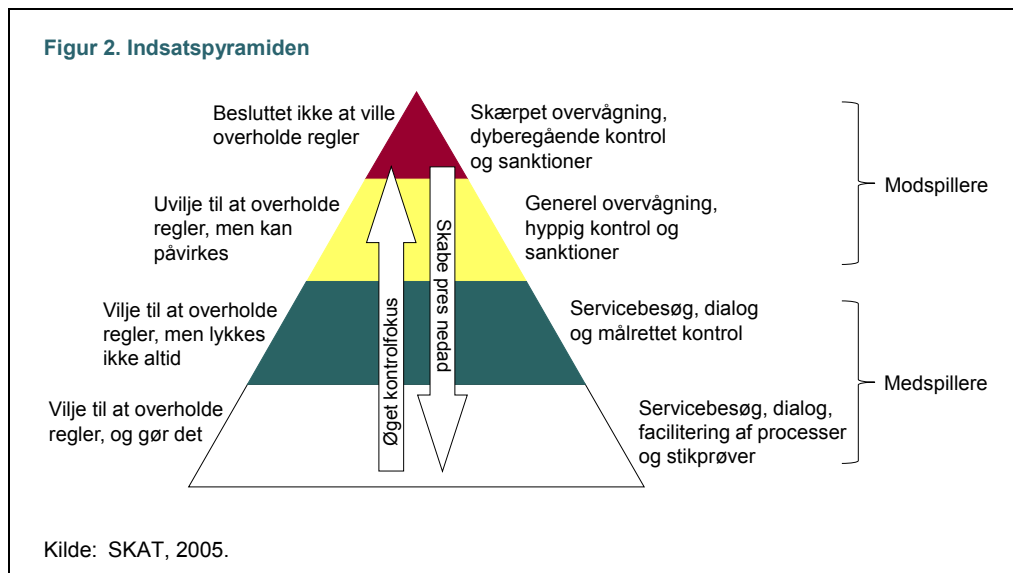 Figur 2. Indsatspyramiden
Besluttet ikke at ville
overholde regler
Skærpet overvågning,
dyberegående kontrol
og sanktioner
Modspillere
Uvilje til at overholde
regler, men kan
påvirkes
Generel overvågning,
hyppig kontrol og
sanktioner
Øget kontrolfokus
Skabe pres nedad
Vilje til at overholde
regler, men lykkes
ikke altid
Servicebesøg, dialog
og målrettet kontrol
Medspillere
Vilje til at overholde
regler, og gør det
Servicebesøg, dialog,
facilitering af processer
og stikprøver
Kilde: SKAT, 2005.